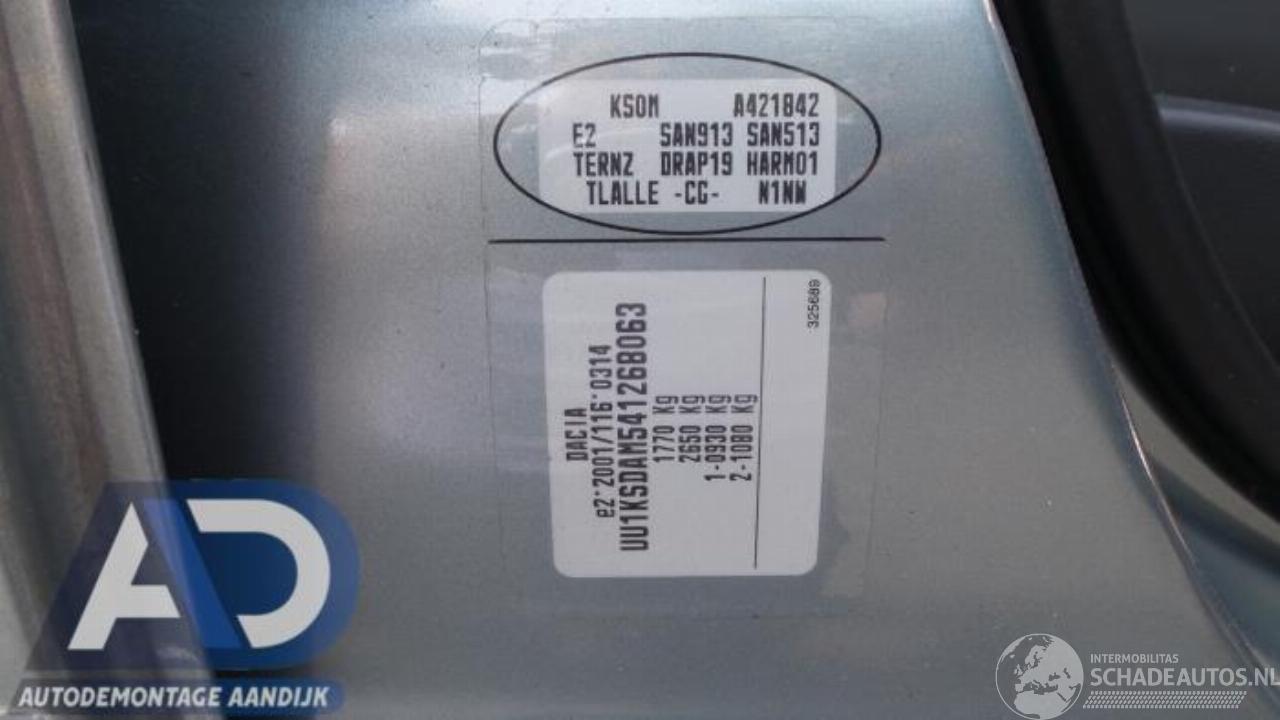 KS0M A421842
E2 SAN913 SAN513
TERNZ DRAP19 HARM01
TLALLE -CG- N1NW
DACIA
e2*2001/116*0314
UU1KSDAM541268063
1770 Kg
2650 Kg
1-0930 Kg
2-1080 Kg
325689
AD
AUTODEMONTAGE AANDIJK
INTERMOBILITAS
SCHADEAUTOS.NL